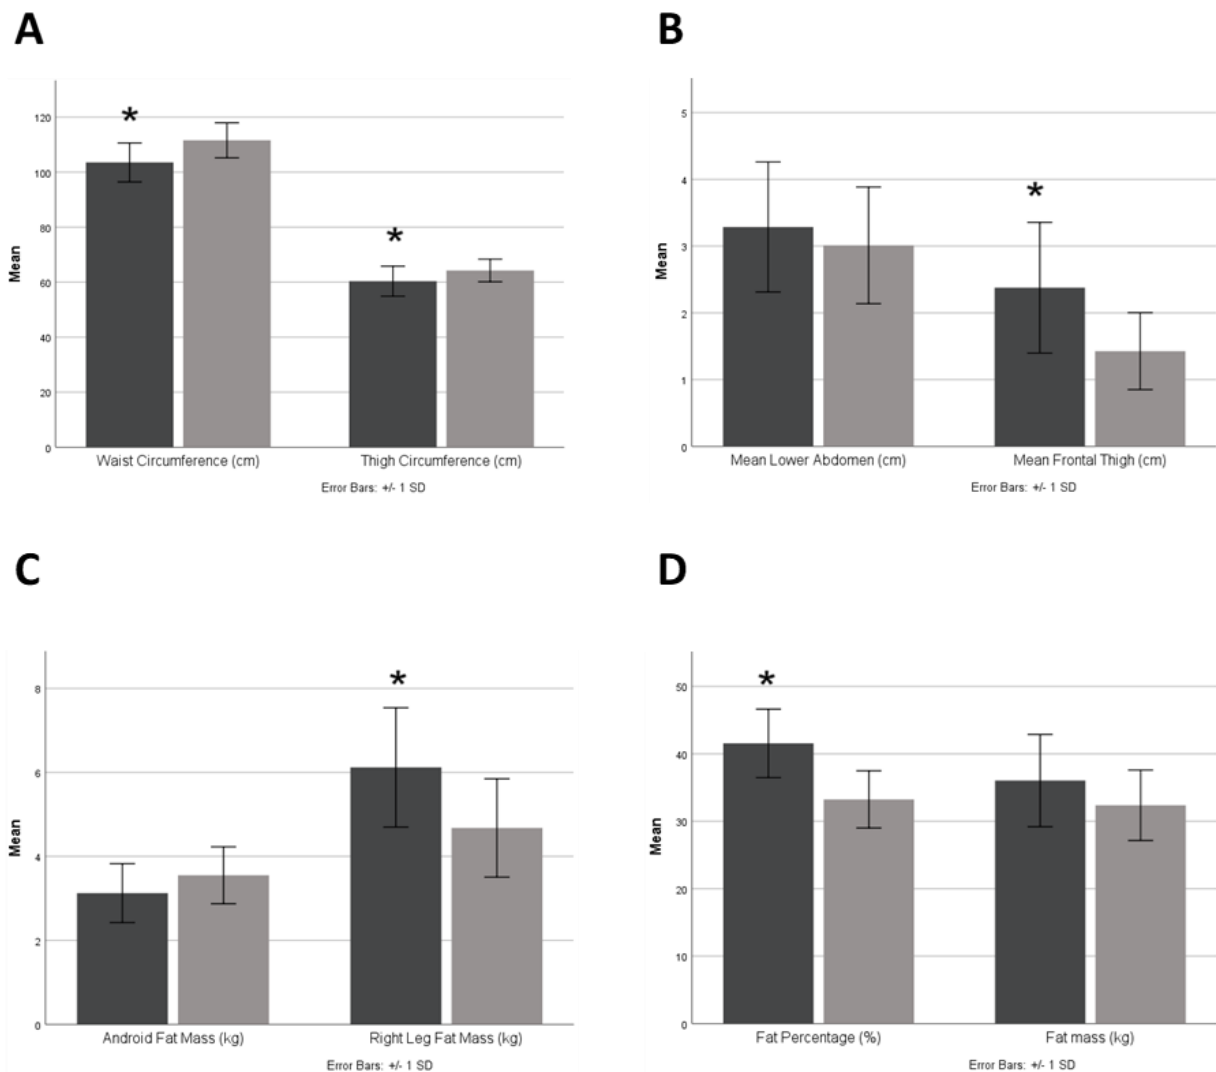 A
Mean
120
100
80
60
40
20
0
*
*
Waist Circumference (cm) Thigh Circumference (cm)
Error Bars: +/- 1 SD
B
Mean
5
4
3
2
1
0
*
Mean Lower Abdomen (cm) Mean Frontal Thigh (cm)
Error Bars: +/- 1 SD
C
Mean
8
6
4
2
0
*
Android Fat Mass (kg) Right Leg Fat Mass (kg)
Error Bars: +/- 1 SD
D
Mean
50
40
30
20
10
0
*
Fat Percentage (%) Fat mass (kg)
Error Bars: +/- 1 SD